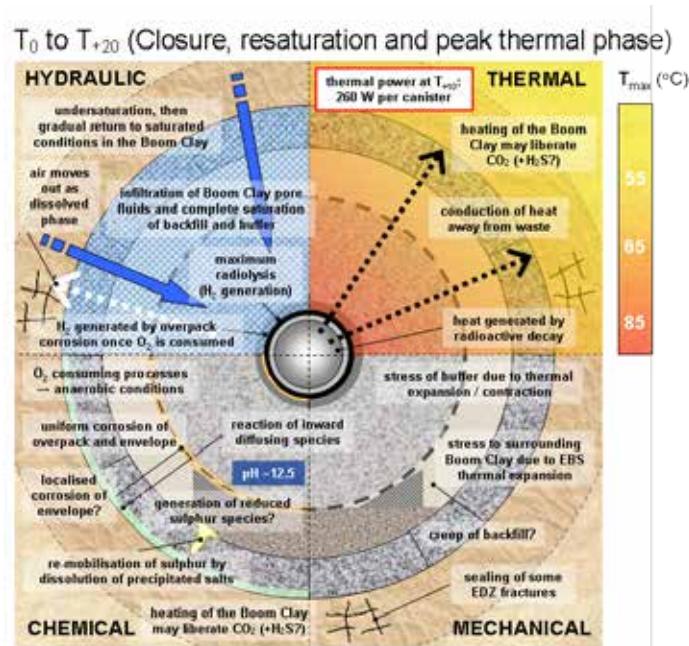 T0 to T+20 (Closure, resaturation and peak thermal phase)
HYDRAULIC
undersaturation, then
gradual return to saturated
conditions in the Boom Clay
air moves
out as
dissolved
phase
infiltration of Boom Clay pore
fluids and complete saturation
of backfill and buffer
maximum
radiolysis
(H2 generation)
H2 generated by overpack
corrosion once O2 is consumed
thermal power at T+10:
260 W per canister
THERMAL
heating of the Boom
Clay may liberate
CO2 (+H2S?)
conduction of heat
away from waste
heat generated by
radioactive decay
Tmax (°C)
55
65
85
O2 consuming processes
→ anaerobic conditions
uniform corrosion of
overpack and envelope
reaction of inward
diffusing species
localised
corrosion of
envelope?
pH ~12.5
generation of reduced
sulphur species?
re-mobilisation of sulphur by
dissolution of precipitated salts
heating of the Boom Clay
may liberate CO2 (+H2S?)
CHEMICAL
stress of buffer due to thermal
expansion / contraction
stress to surrounding
Boom Clay due to EBS
thermal expansion
creep of backfill?
sealing of some
EDZ fractures
MECHANICAL